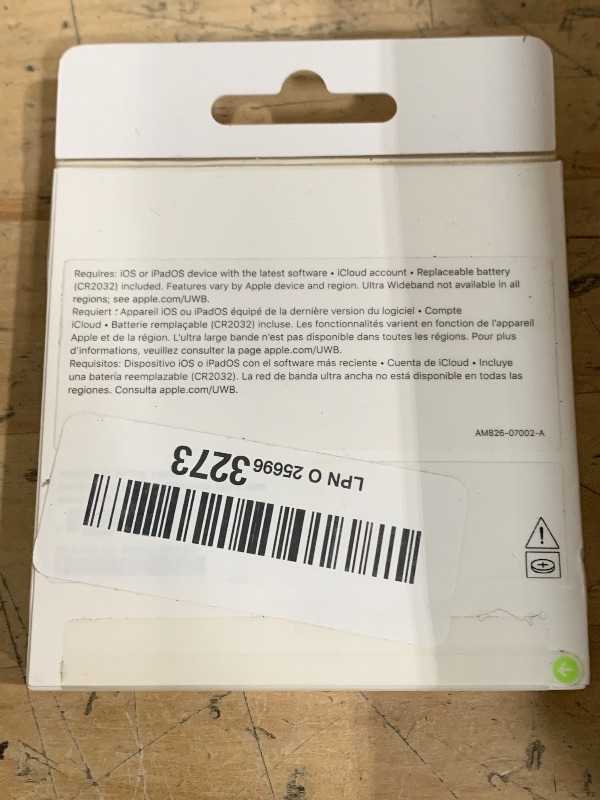 Requires: iOS or iPadOS device with the latest software • iCloud account • Replaceable battery
(CR2032) included. Features vary by Apple device and region. Ultra Wideband not available in all
regions; see apple.com/UWB.
Requiert : Appareil iOS ou iPadOS équipé de la dernière version du logiciel • Compte
iCloud • Batterie remplaçable (CR2032) incluse. Les fonctionnalités varient en fonction de l'appareil
Apple et de la région. L'ultra large bande n'est pas disponible dans toutes les régions. Pour plus
d'informations, veuillez consulter la page apple.com/UWB.
Requisitos: Dispositivo iOS o iPadOS con el software más reciente • Cuenta de iCloud • Incluye
una batería reemplazable (CR2032). La red de banda ultra ancha no está disponible en todas las
regiones. Consulta apple.com/UWB.
AM826-07002-A
LPN O 25696 3273